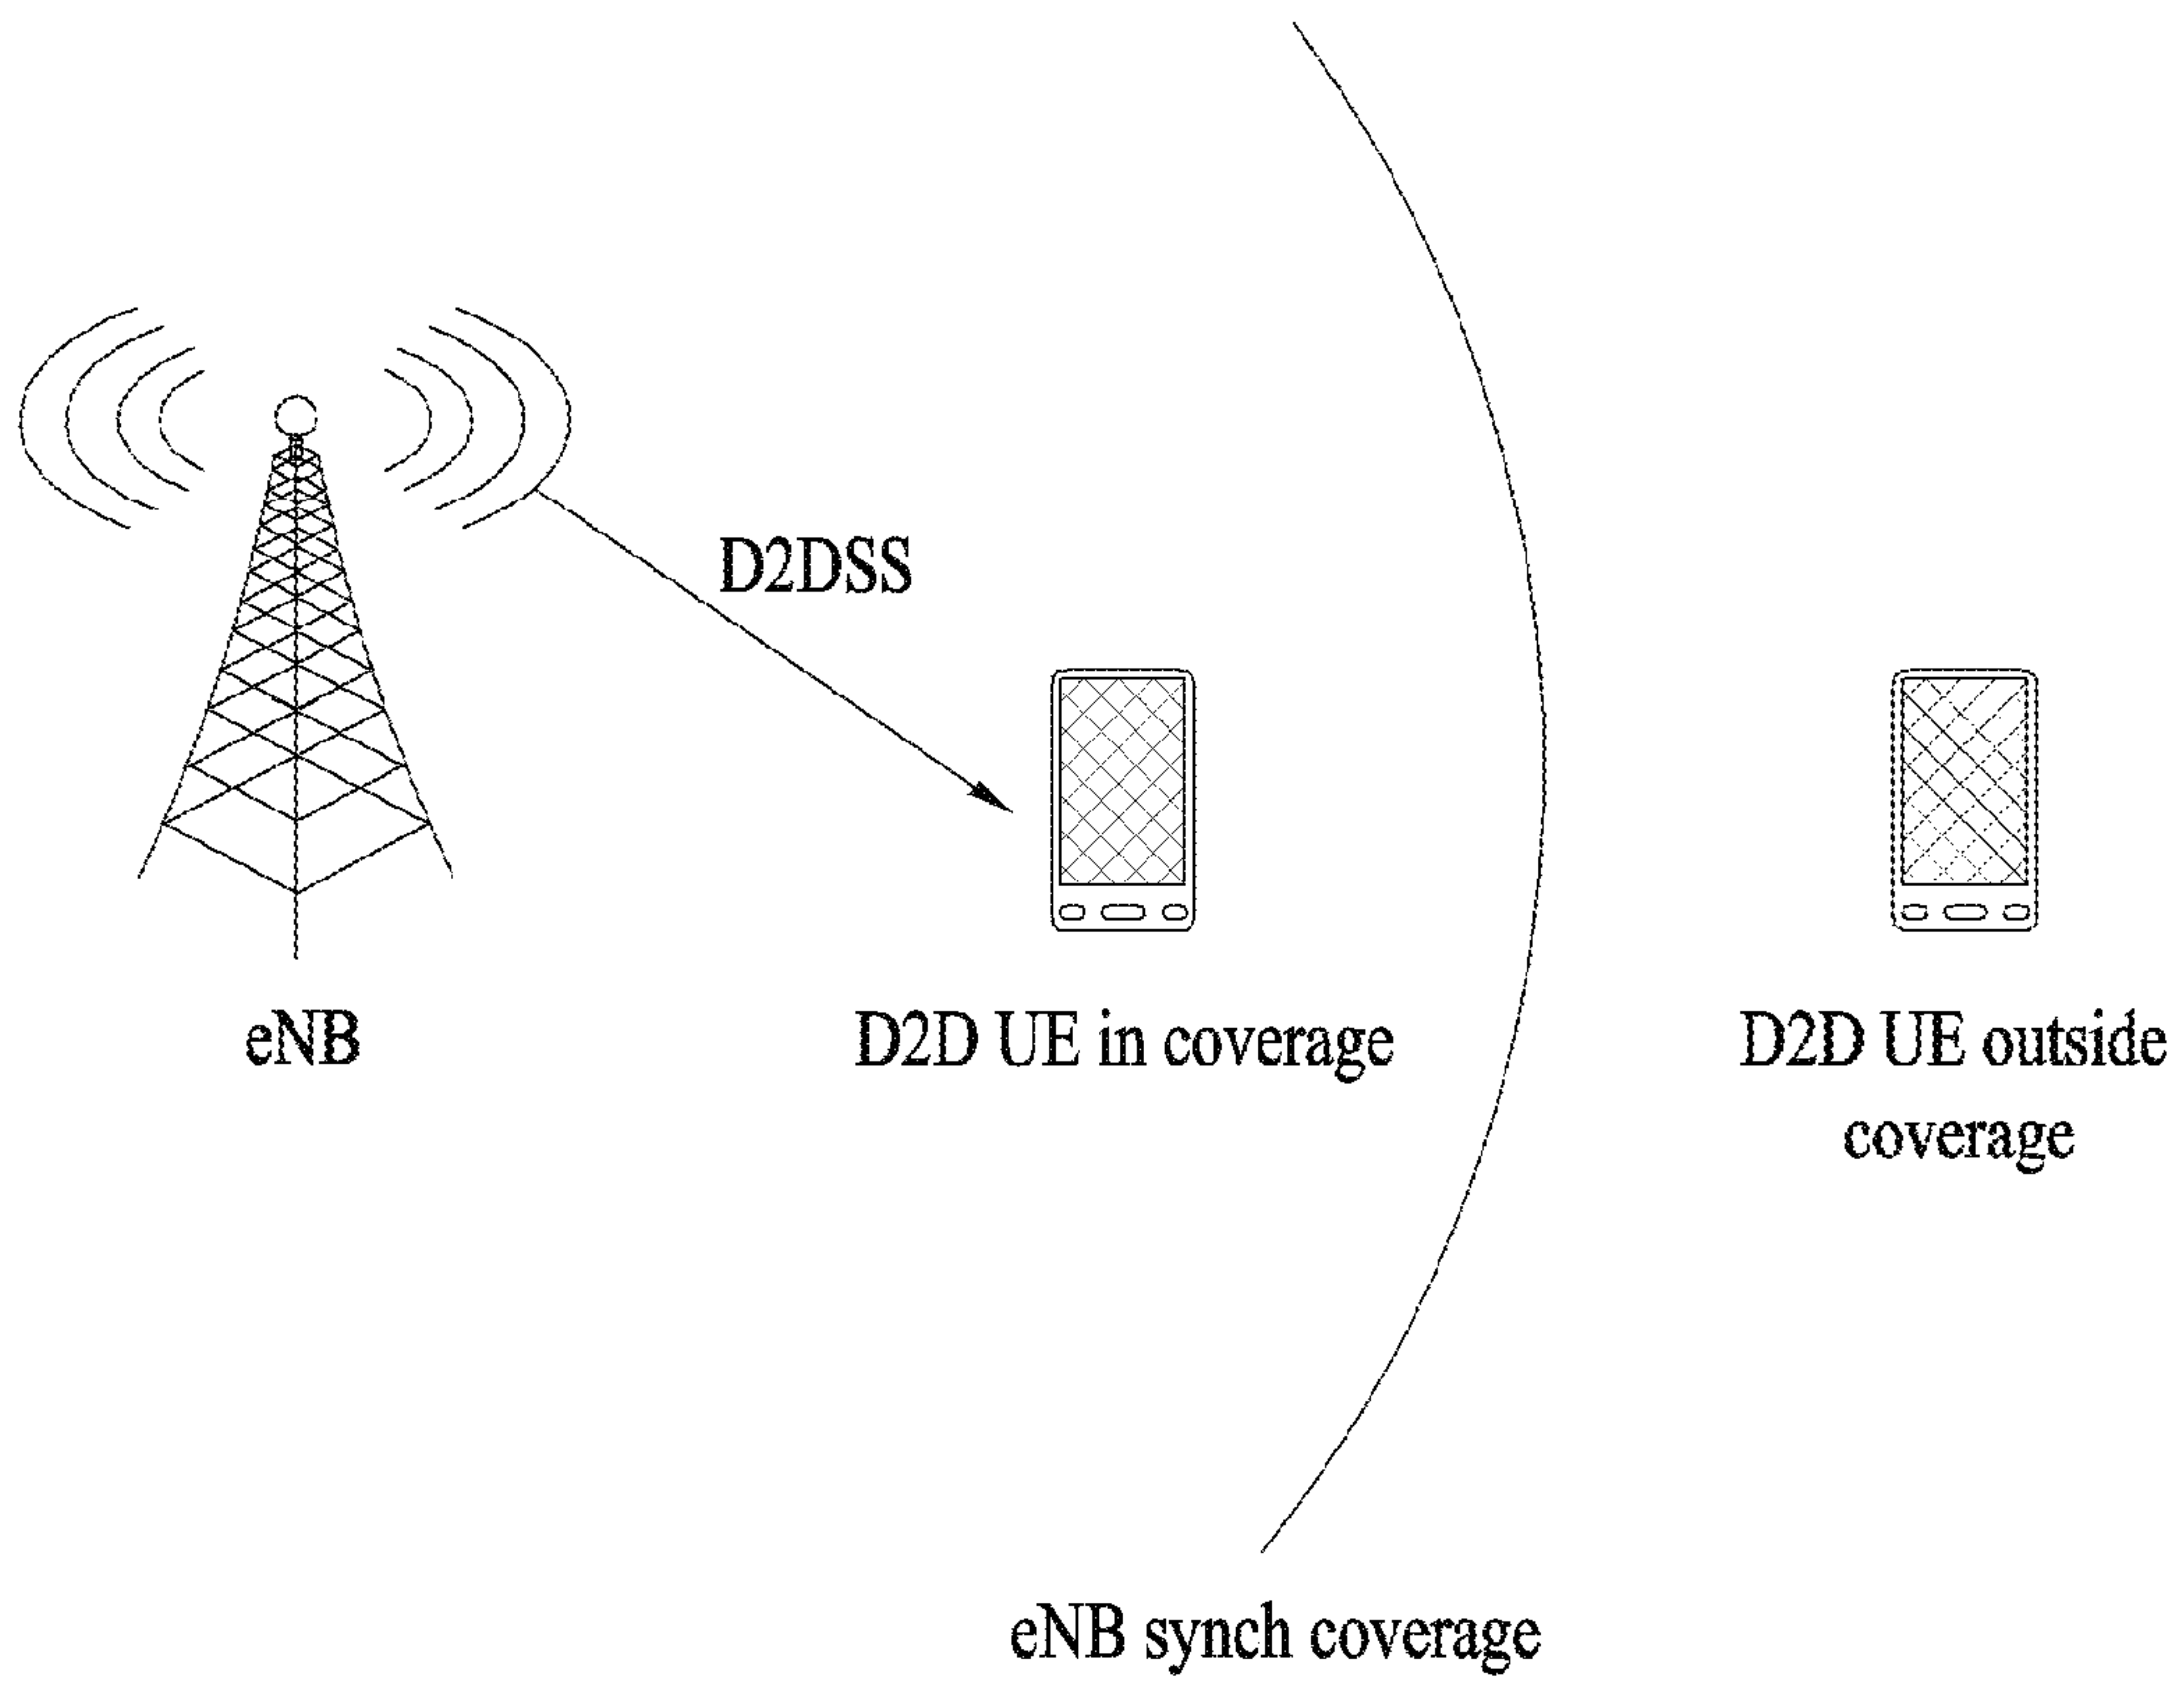 D2DSS
eNB
D2D UE in coverage
D2D UE outside
coverage
eNB synch coverage